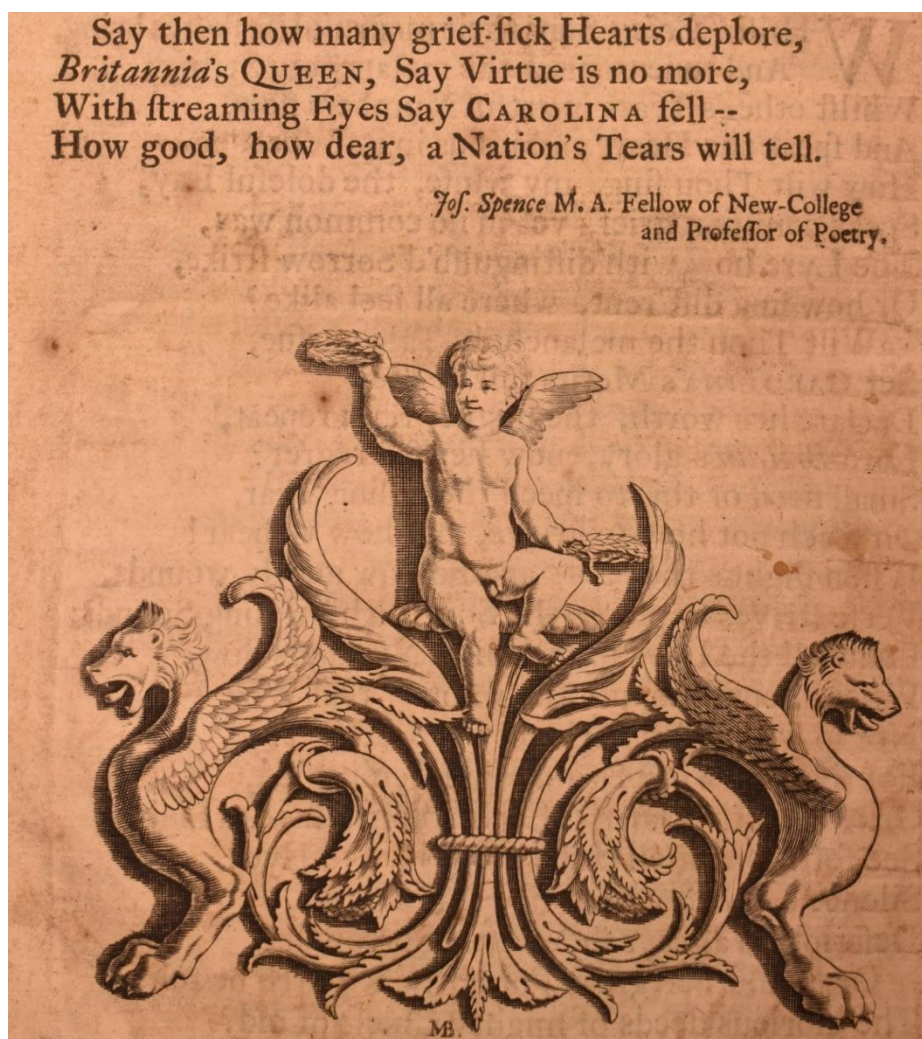 Say then how many grief-ſick Hearts deplore,
Britannia's QUEEN, Say Virtue is no more,
With ſtreaming Eyes Say CAROLINA fell --
How good, how dear, a Nation's Tears will tell.
Joſ. Spence M. A. Fellow of New-College
and Profeſſor of Poetry.
MB.